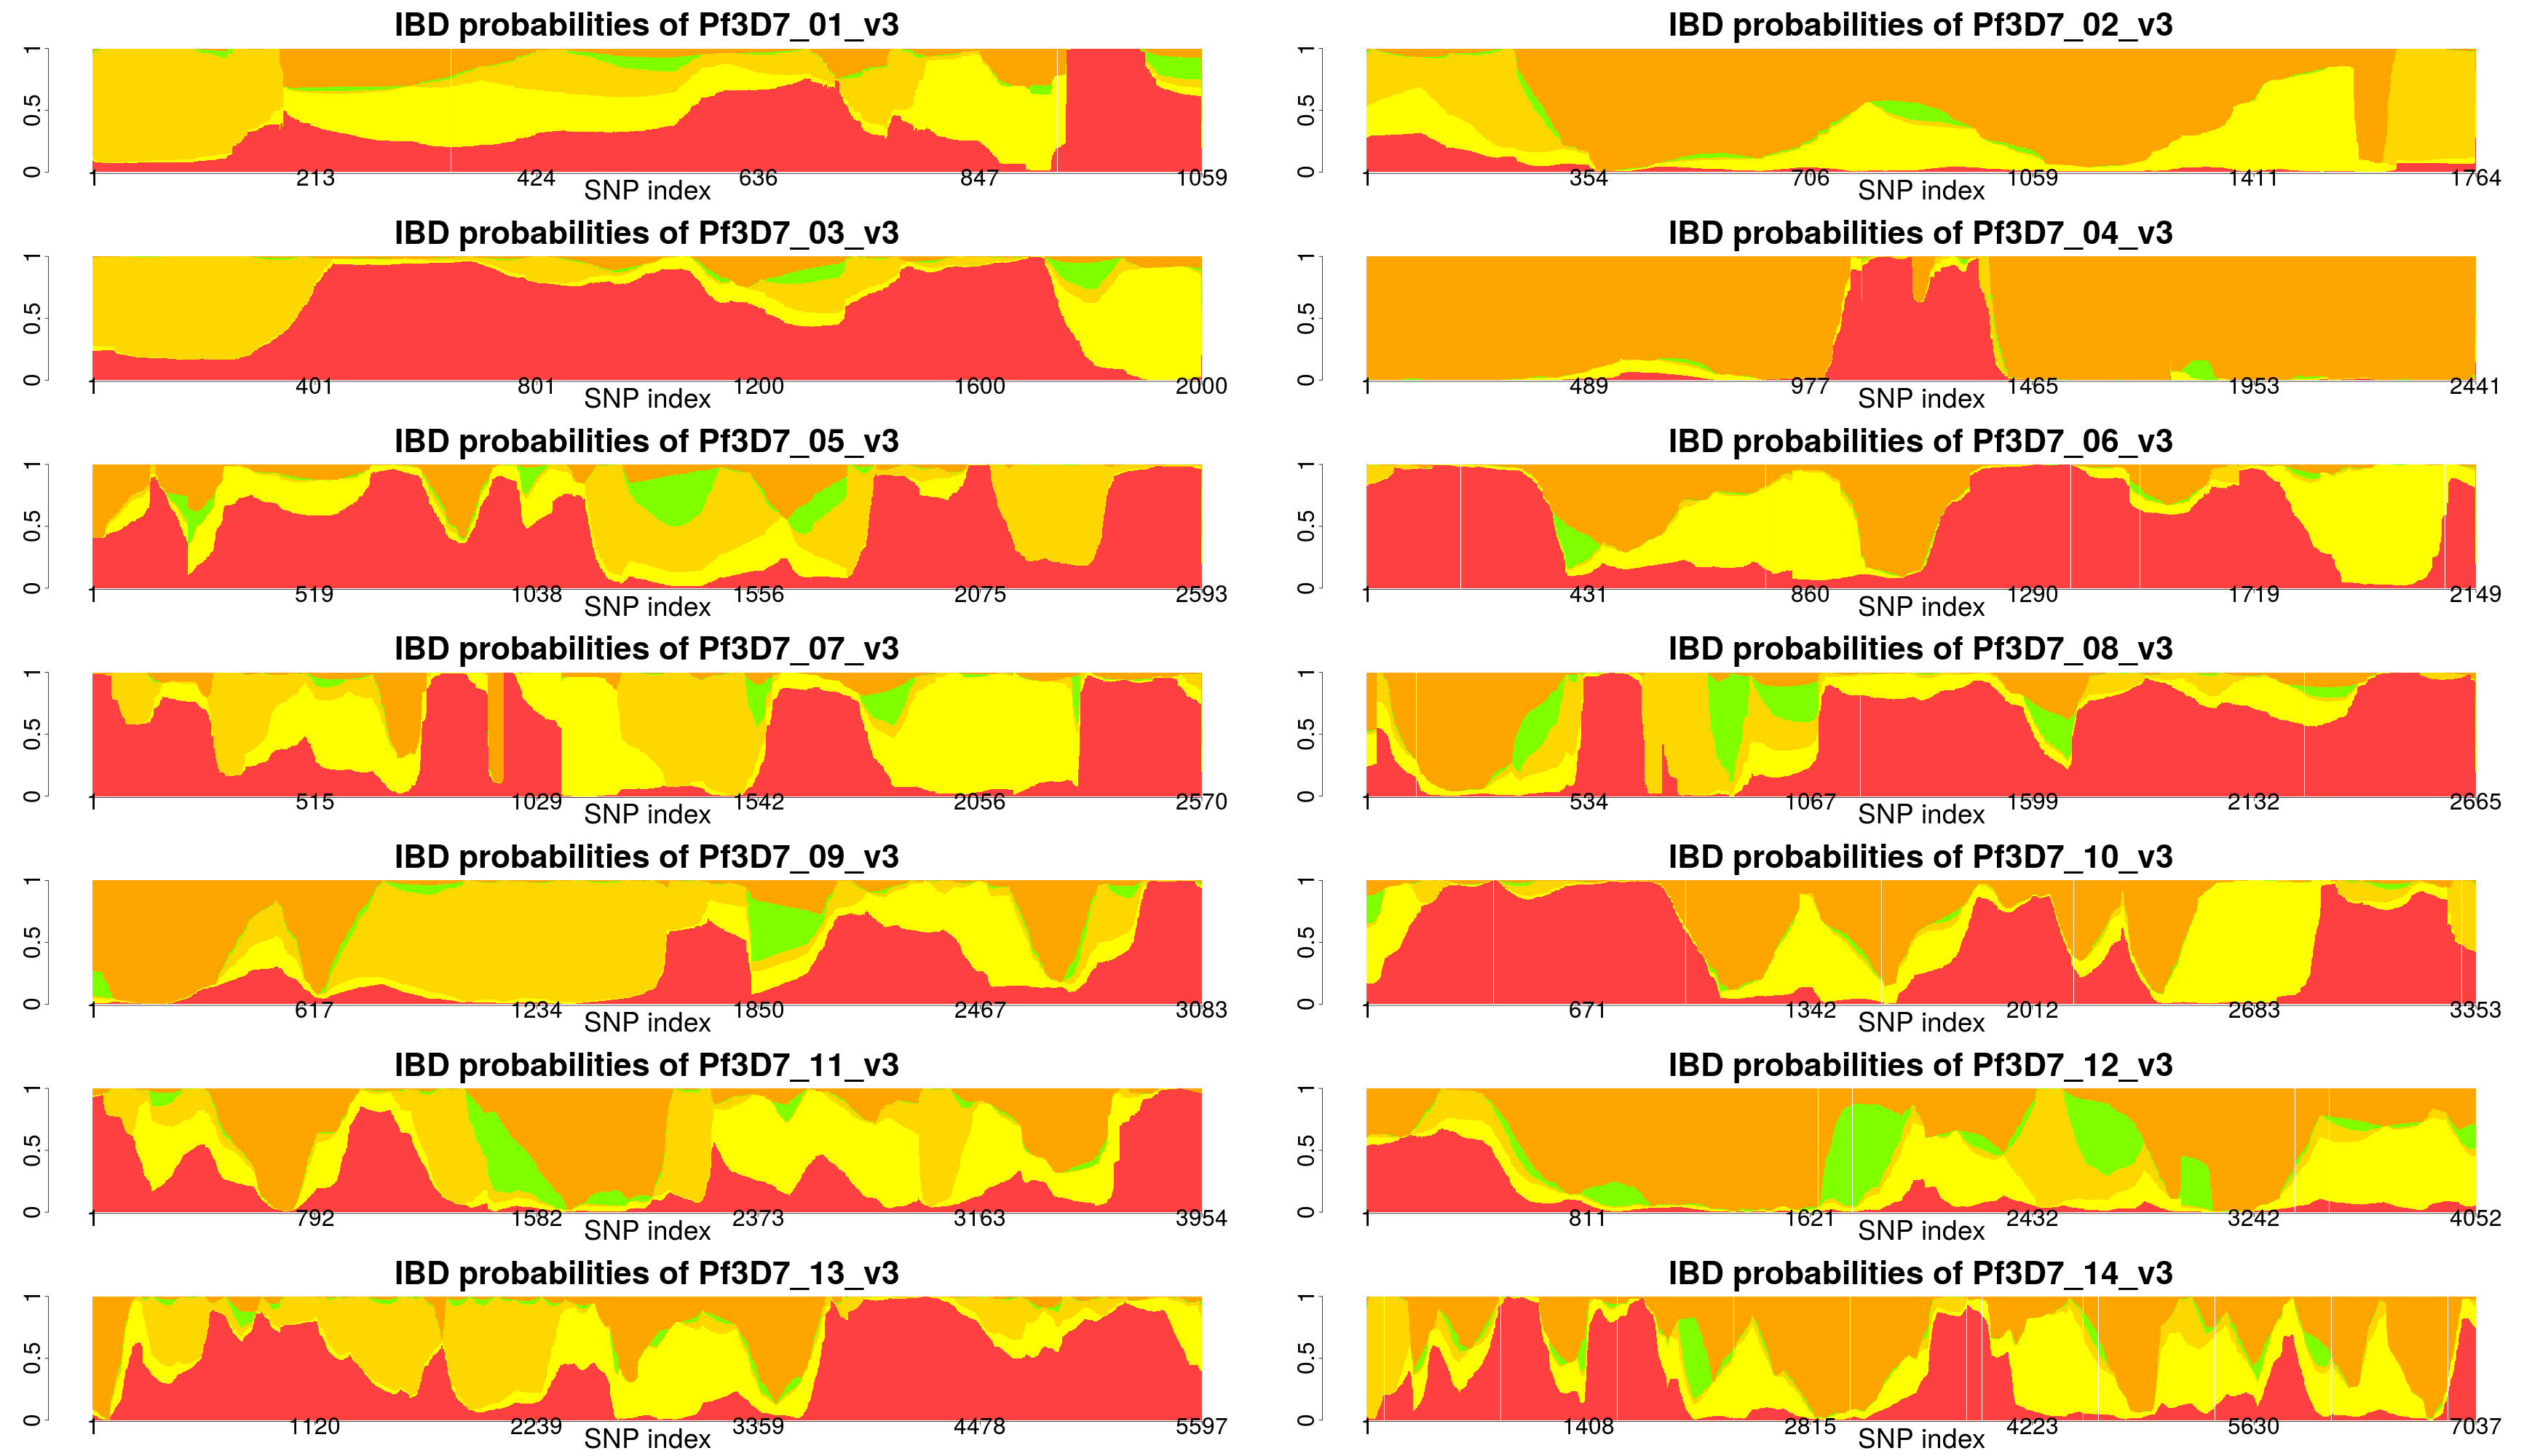 IBD probabilities of Pf3D7_01_v3
0 0.5 1
1 213 424 636 847 1059
SNP index
IBD probabilities of Pf3D7_02_v3
0 0.5 1
1 354 706 1059 1411 1764
SNP index
IBD probabilities of Pf3D7_03_v3
0 0.5 1
1 401 801 1200 1600 2000
SNP index
IBD probabilities of Pf3D7_04_v3
0 0.5 1
1 489 977 1465 1953 2441
SNP index
IBD probabilities of Pf3D7_05_v3
0 0.5 1
1 519 1038 1556 2075 2593
SNP index
IBD probabilities of Pf3D7_06_v3
0 0.5 1
1 431 860 1290 1719 2149
SNP index
IBD probabilities of Pf3D7_07_v3
0 0.5 1
1 515 1029 1542 2056 2570
SNP index
IBD probabilities of Pf3D7_08_v3
0 0.5 1
1 534 1067 1599 2132 2665
SNP index
IBD probabilities of Pf3D7_09_v3
0 0.5 1
1 617 1234 1850 2467 3083
SNP index
IBD probabilities of Pf3D7_10_v3
0 0.5 1
1 671 1342 2012 2683 3353
SNP index
IBD probabilities of Pf3D7_11_v3
0 0.5 1
1 792 1582 2373 3163 3954
SNP index
IBD probabilities of Pf3D7_12_v3
0 0.5 1
1 811 1621 2432 3242 4052
SNP index
IBD probabilities of Pf3D7_13_v3
0 0.5 1
1 1120 2239 3359 4478 5597
SNP index
IBD probabilities of Pf3D7_14_v3
0 0.5 1
1 1408 2815 4223 5630 7037
SNP index